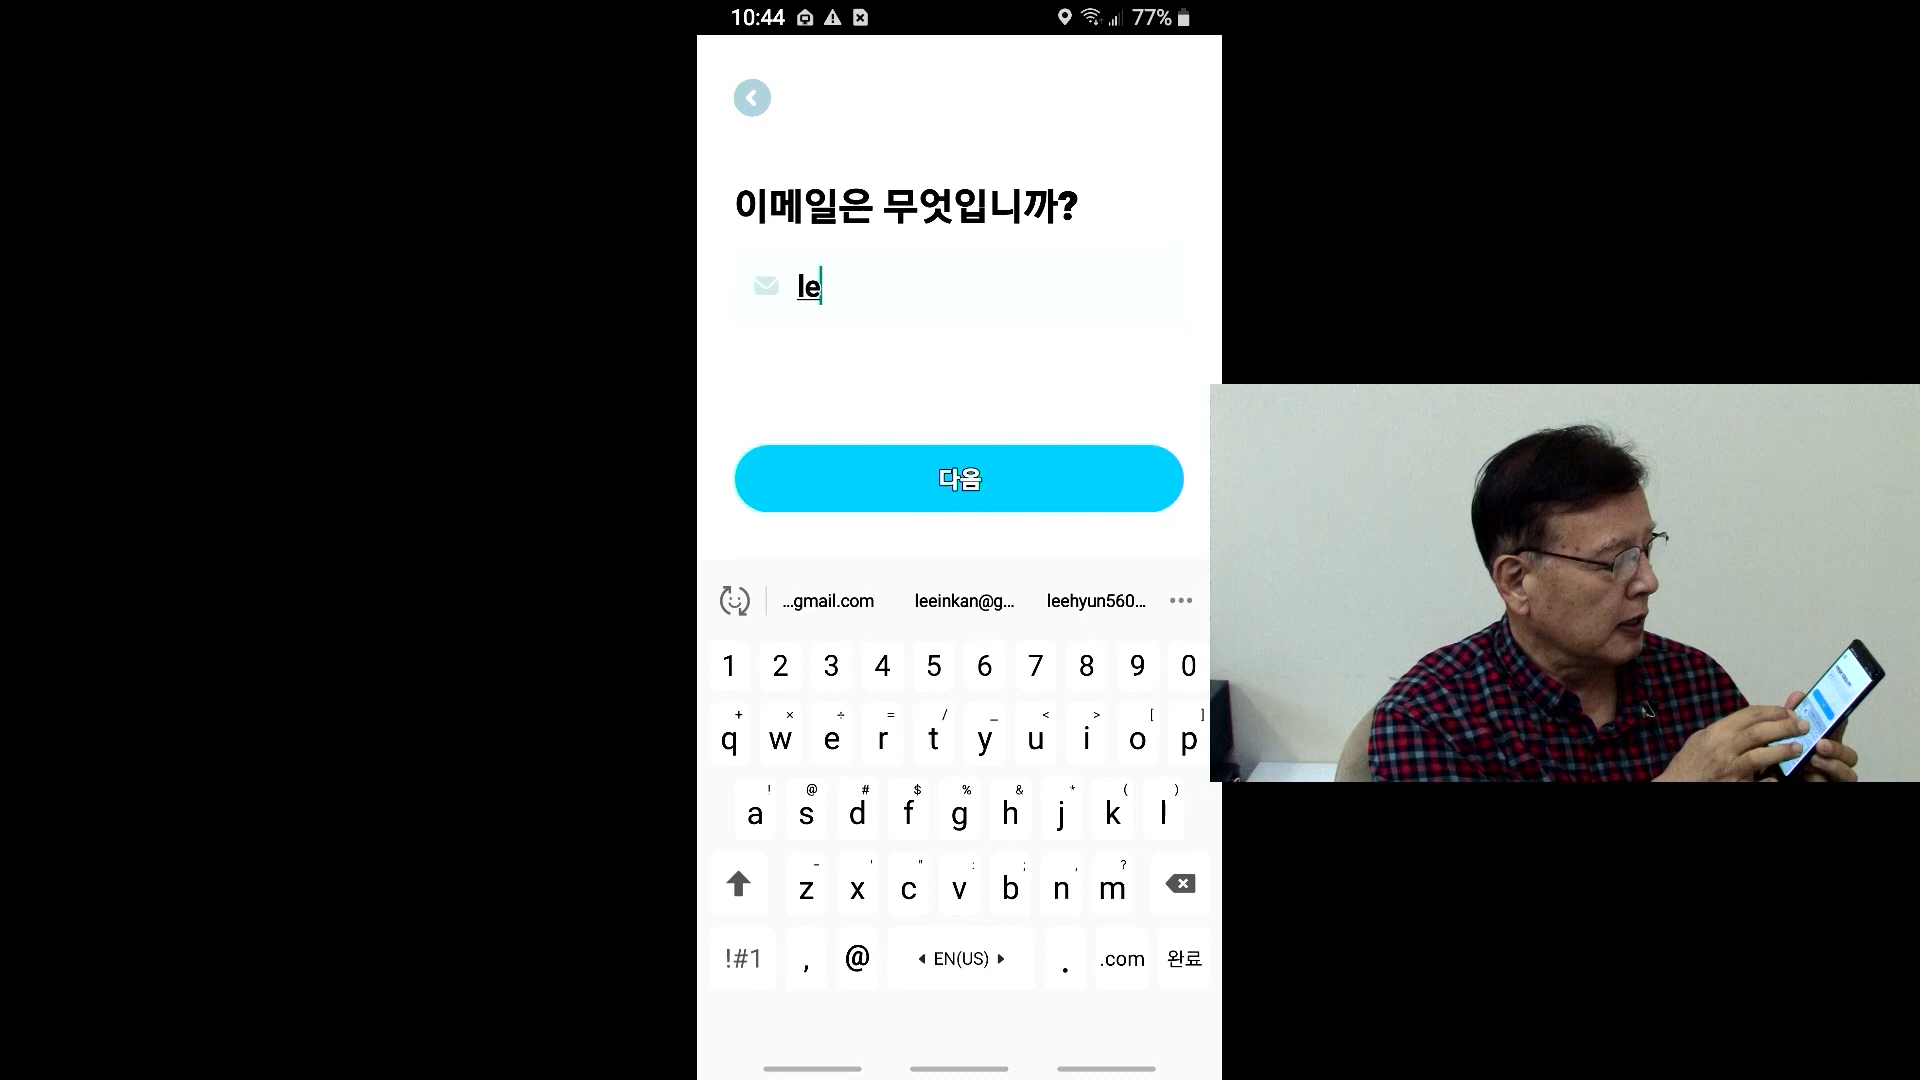 10:44 77%
이메일은 무엇입니까?
le
다음
...gmail.com leeinkan@g... leehyun560...
1 2 3 4 5 6 7 8 9 0
+ × ÷ = / _ < > [ ]
q w e r t y u i o p
! @ # $ % & * ( )
a s d f g h j k l
- ' " : ; , ?
z x c v b n m
!#1 , @ EN(US) . .com 완료